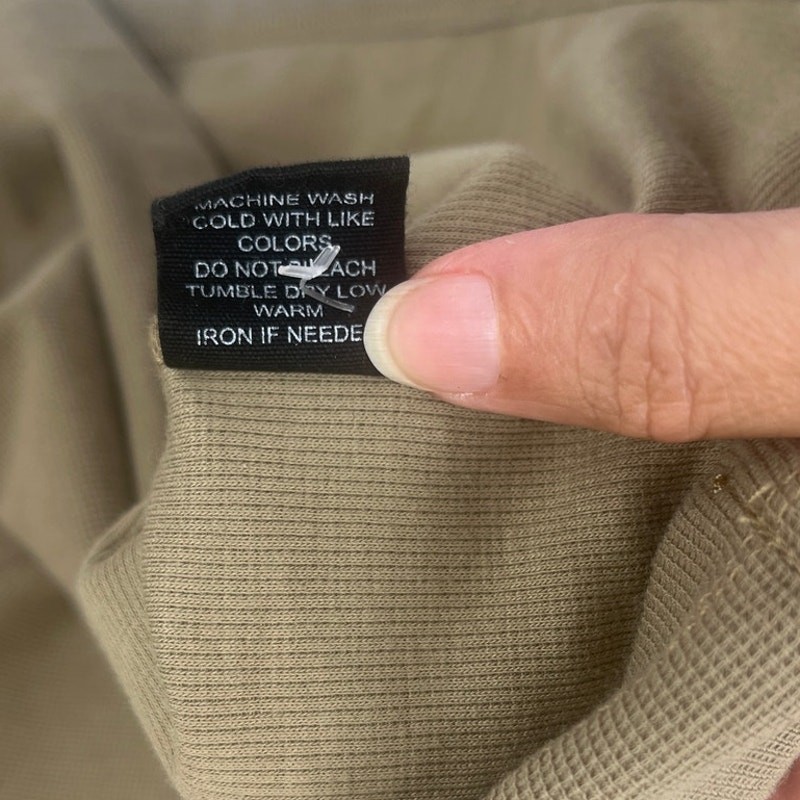 MACHINE WASH
COLD WITH LIKE
COLORS
DO NOT BLEACH
TUMBLE DRY LOW
WARM
IRON IF NEEDE